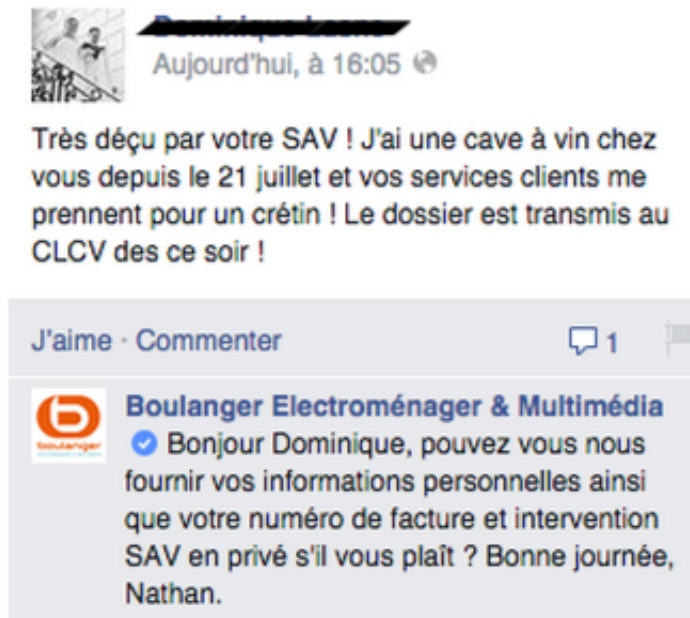 Aujourd'hui, à 16:05
Très déçu par votre SAV ! J'ai une cave à vin chez
vous depuis le 21 juillet et vos services clients me
prennent pour un crétin ! Le dossier est transmis au
CLCV des ce soir !
J'aime · Commenter
1
boulanger
Boulanger Electroménager & Multimédia
Bonjour Dominique, pouvez vous nous
fournir vos informations personnelles ainsi
que votre numéro de facture et intervention
SAV en privé s'il vous plaît ? Bonne journée,
Nathan.